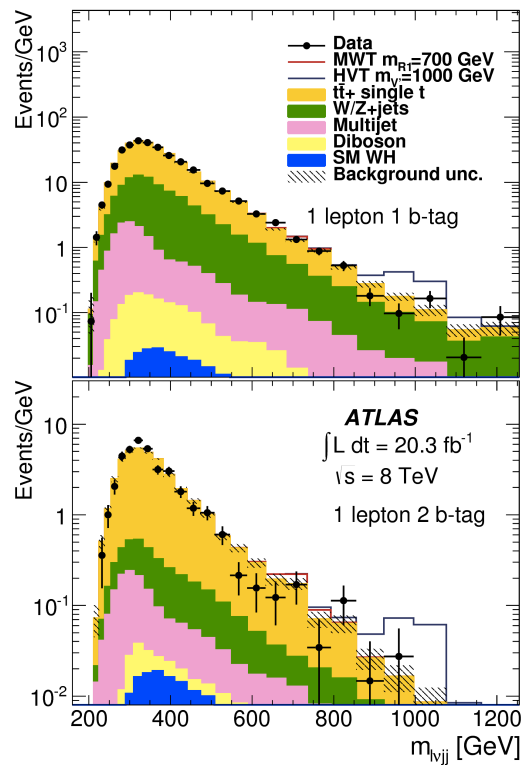 Events/GeV
10³
10²
10
1
10⁻¹
Data
MWT m_R1=700 GeV
HVT m_V'=1000 GeV
tt̄+ single t
W/Z+jets
Multijet
Diboson
SM WH
Background unc.
1 lepton 1 b-tag
Events/GeV
10
1
10⁻¹
10⁻²
ATLAS
∫L dt = 20.3 fb⁻¹
√s = 8 TeV
1 lepton 2 b-tag
200 400 600 800 1000 1200
m_lνjj [GeV]